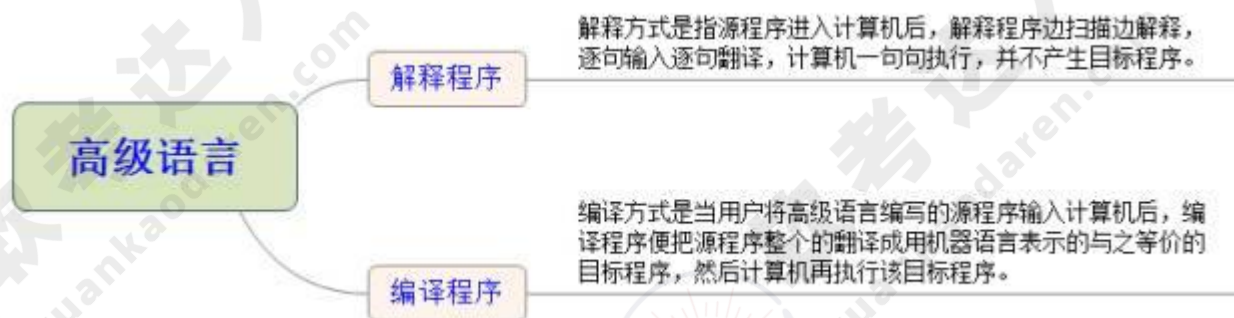 解释方式是指源程序进入计算机后，解释程序边扫描边解释，
逐句输入逐句翻译，计算机一句句执行，并不产生目标程序。
解释程序
高级语言
编译方式是当用户将高级语言编写的源程序输入计算机后，编
译程序便把源程序整个的翻译成用机器语言表示的与之等价的
目标程序，然后计算机再执行该目标程序。
编译程序